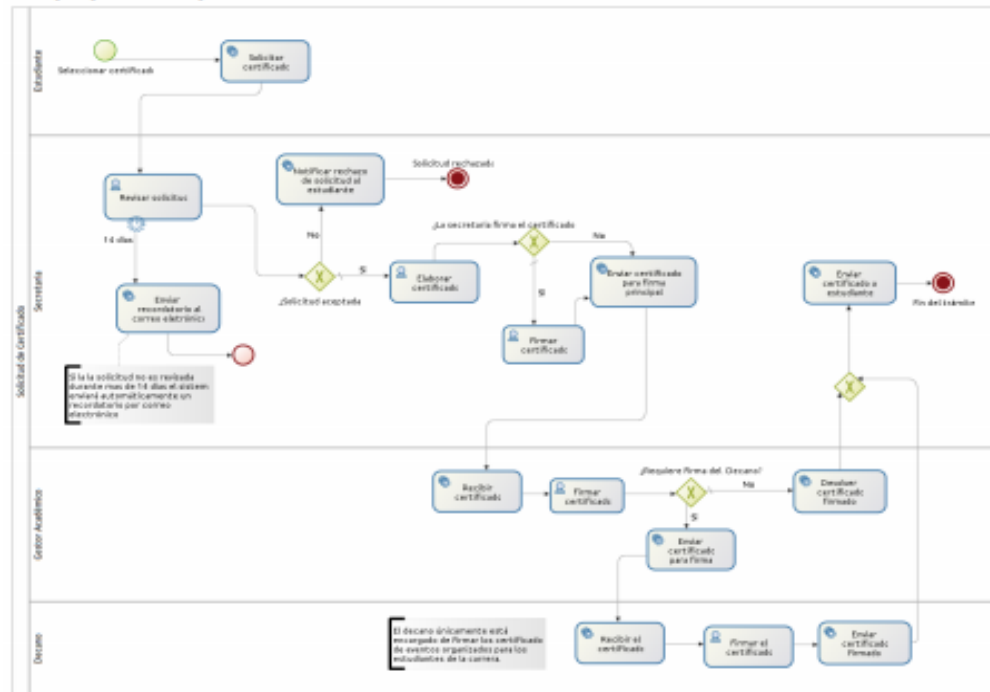 Solicitud de Certificado
Estudiante
Seleccionar certificado
Solicitar
certificado
Secretaria
Revisar solicitus
14 dias
Enviar
recordatorio al
correo eletrónico
Si la la solicitud no es revisada
durante mas de 14 dias el sistem
enviará automáticamente un
recordatorio por correo
electrónico
Notificar rechazo
de solicitud al
estudiante
Solicitud rechazada
No
¿Solicitud aceptada
Si
Elaborar
certificado
¿La secretaria firma el certificado
No
Si
Firmar
certificado
Enviar certificado
para firma
principal
Enviar
certificado a
estudiante
Fin del trámite
Gestor Académico
Recibir
certificado
Firmar
certificado
¿Requiere firma del Decano?
No
Si
Devolver
certificado
firmado
Enviar
certificado
para firma
Decano
El decano únicamente está
encargado de firmar los certificado
de eventos organizados para los
estudiantes de la carrera.
Recibir el
certificado
Firmar el
certificado
Enviar
certificado
firmado